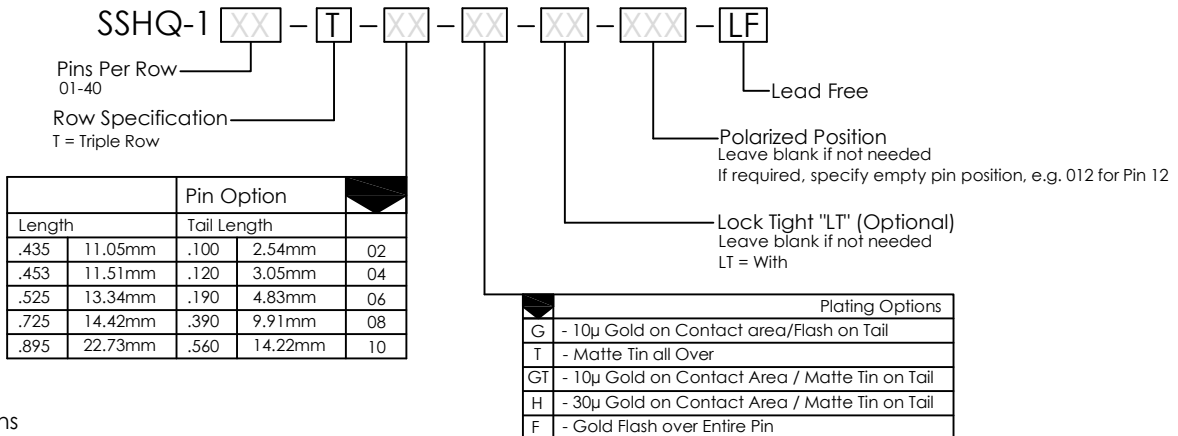 SSHQ-1 XX – T – XX – XX – XX – XXX – LF
Pins Per Row
01-40
Row Specification
T = Triple Row
Lead Free
Polarized Position
Leave blank if not needed
If required, specify empty pin position, e.g. 012 for Pin 12
Lock Tight "LT" (Optional)
Leave blank if not needed
LT = With
Pin Option
Length Tail Length
.435 11.05mm .100 2.54mm 02
.453 11.51mm .120 3.05mm 04
.525 13.34mm .190 4.83mm 06
.725 14.42mm .390 9.91mm 08
.895 22.73mm .560 14.22mm 10
Plating Options
G - 10µ Gold on Contact area/Flash on Tail
T - Matte Tin all Over
GT - 10µ Gold on Contact Area / Matte Tin on Tail
H - 30µ Gold on Contact Area / Matte Tin on Tail
F - Gold Flash over Entire Pin
ns